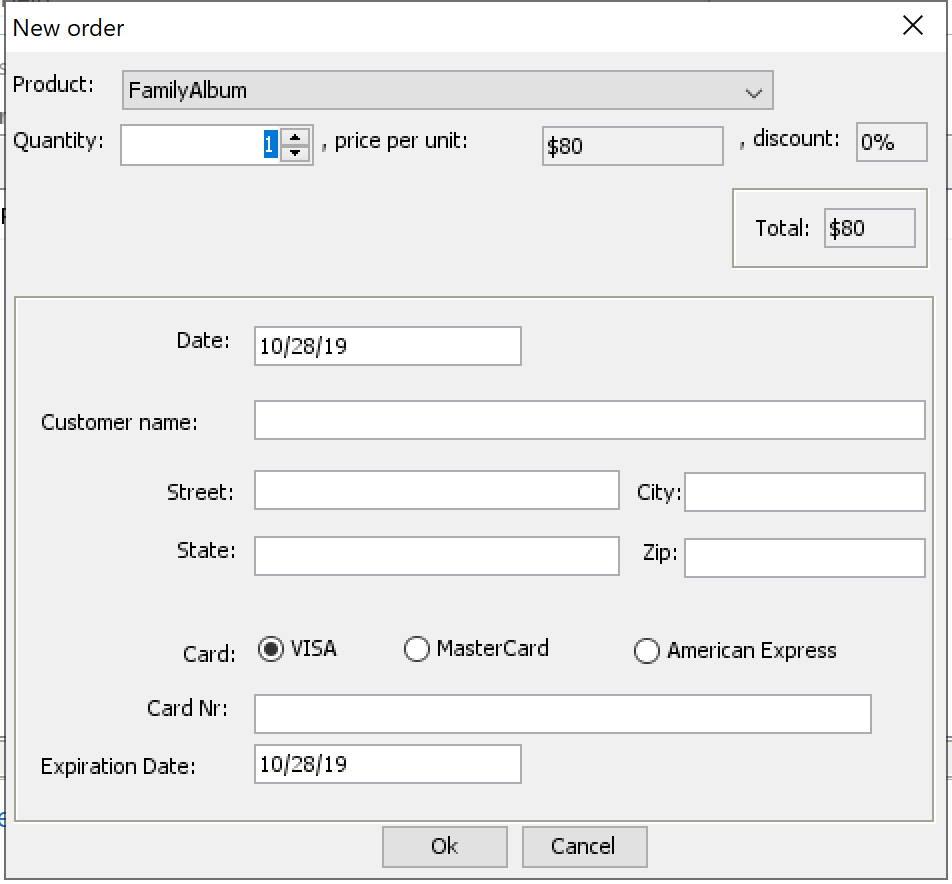 New order
Product: FamilyAlbum
Quantity: 1 , price per unit: $80 , discount: 0%
Total: $80
Date: 10/28/19
Customer name:
Street: City:
State: Zip:
Card: VISA MasterCard American Express
Card Nr:
Expiration Date: 10/28/19
Ok Cancel